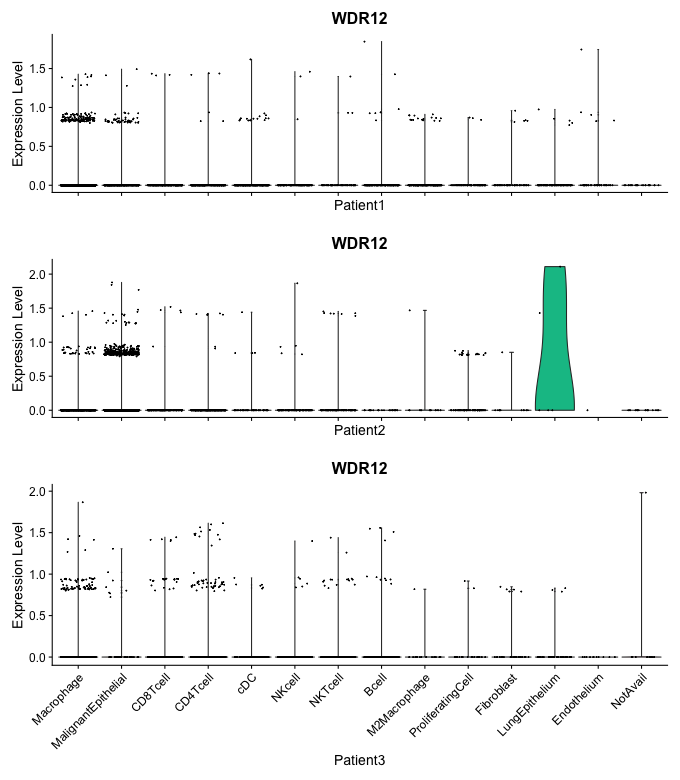 WDR12
Expression Level
1.5
1.0
0.5
0.0
Patient1
WDR12
Expression Level
2.0
1.5
1.0
0.5
0.0
Patient2
WDR12
Expression Level
2.0
1.5
1.0
0.5
0.0
Macrophage
MalignantEpithelial
CD8Tcell
CD4Tcell
cDC
NKcell
NKTcell
Bcell
M2Macrophage
ProliferatingCell
Fibroblast
LungEpithelium
Endothelium
NotAvail
Patient3